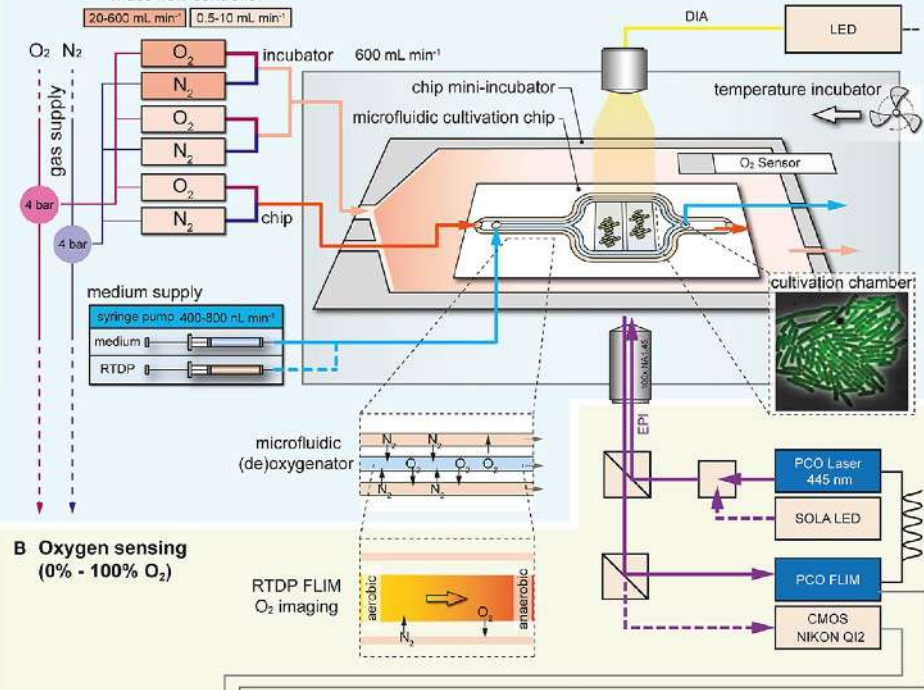 20-600 mL min⁻¹
0.5-10 mL min⁻¹
O₂ N₂
gas supply
4 bar
4 bar
O₂
N₂
O₂
N₂
O₂
N₂
incubator
chip
600 mL min⁻¹
DIA
LED
chip mini-incubator
microfluidic cultivation chip
temperature incubator
O₂ Sensor
medium supply
syringe pump 400-800 nL min⁻¹
medium
RTDP
cultivation chamber
100x NA1.45
EPI
microfluidic
(de)oxygenator
N₂ N₂
O₂ O₂ O₂
N₂ N₂
PCO Laser
445 nm
SOLA LED
PCO FLIM
CMOS
NIKON QI2
B Oxygen sensing
(0% - 100% O₂)
RTDP FLIM
O₂ imaging
aerobic
anaerobic
O₂
N₂